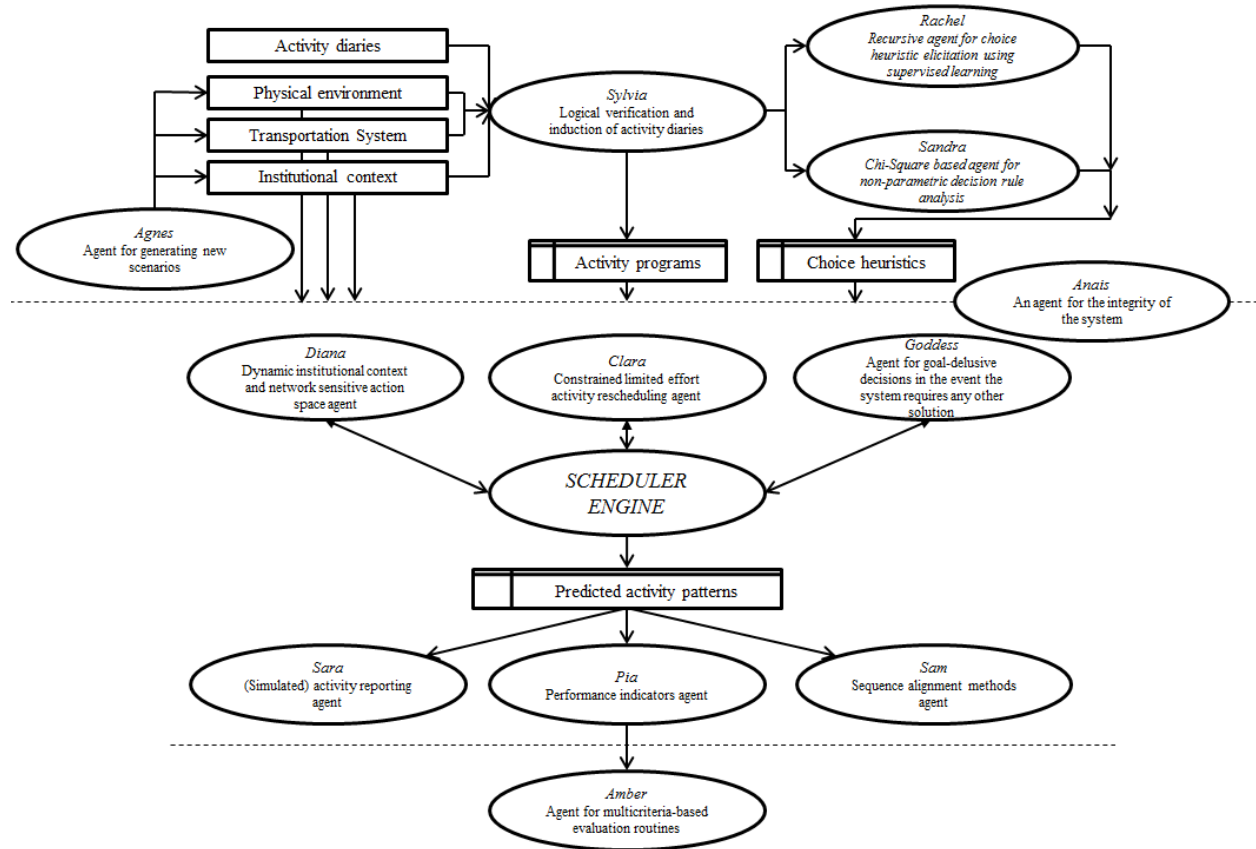 Activity diaries
Physical environment
Transportation System
Institutional context
Agnes
Agent for generating new
scenarios
Sylvia
Logical verification and
induction of activity diaries
Rachel
Recursive agent for choice
heuristic elicitation using
supervised learning
Sandra
Chi-Square based agent for
non-parametric decision rule
analysis
Activity programs
Choice heuristics
Anais
An agent for the integrity of
the system
Diana
Dynamic institutional context
and network sensitive action
space agent
Clara
Constrained limited effort
activity rescheduling agent
Goddess
Agent for goal-delusive
decisions in the event the
system requires any other
solution
SCHEDULER
ENGINE
Predicted activity patterns
Sara
(Simulated) activity reporting
agent
Pia
Performance indicators agent
Sam
Sequence alignment methods
agent
Amber
Agent for multicriteria-based
evaluation routines